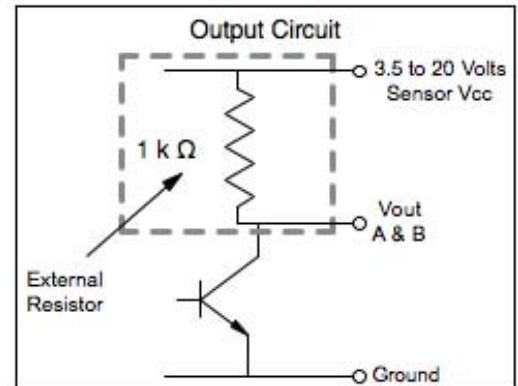 Output Circuit
3.5 to 20 Volts
Sensor Vcc
1 k Ω
Vout
A & B
External
Resistor
Ground